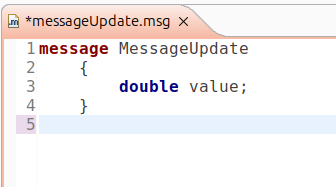 *messageUpdate.msg
1 message MessageUpdate
2 {
3 double value;
4 }
5